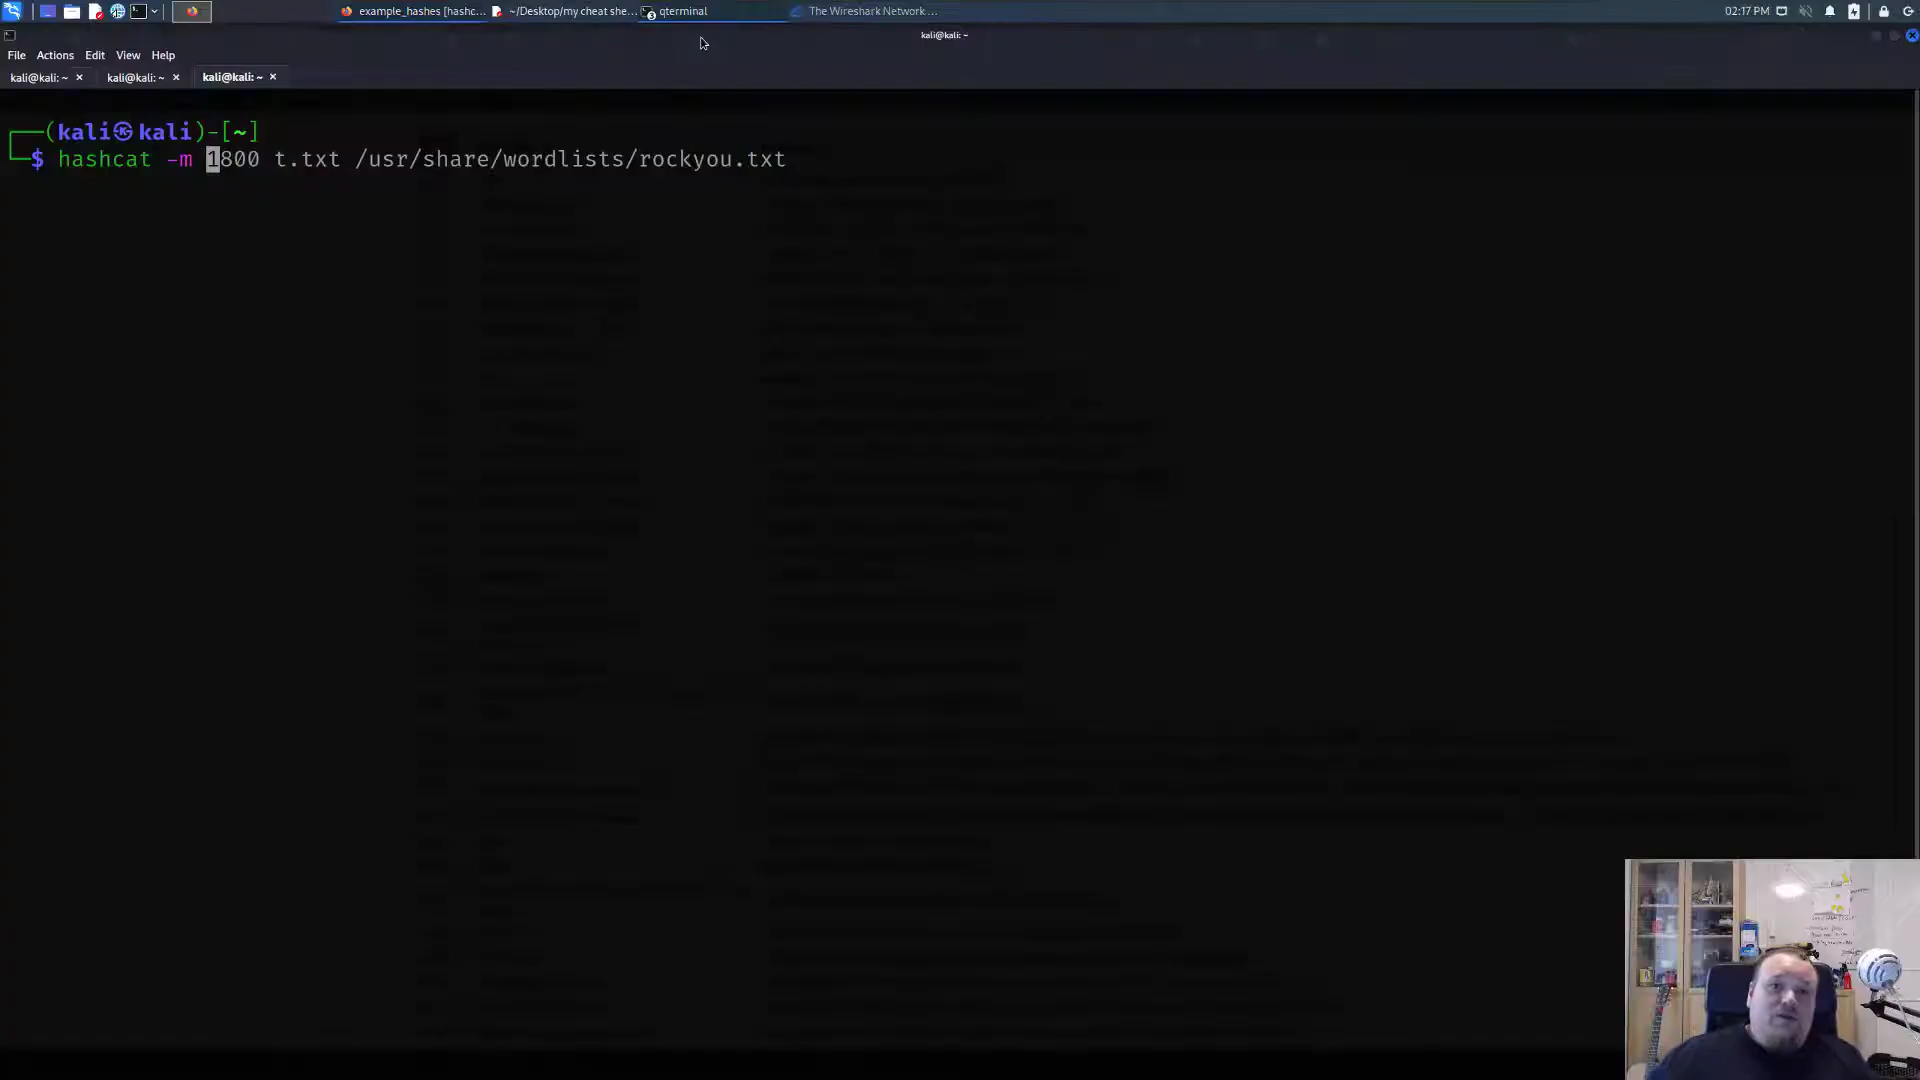 example_hashes [hashc...
~/Desktop/my cheat she...
qterminal
The Wireshark Network ...
02:17 PM
kali@kali: ~
File Actions Edit View Help
kali@kali: ~
kali@kali: ~
kali@kali: ~
(kali㉿kali)-[~]
$ hashcat -m 1800 t.txt /usr/share/wordlists/rockyou.txt